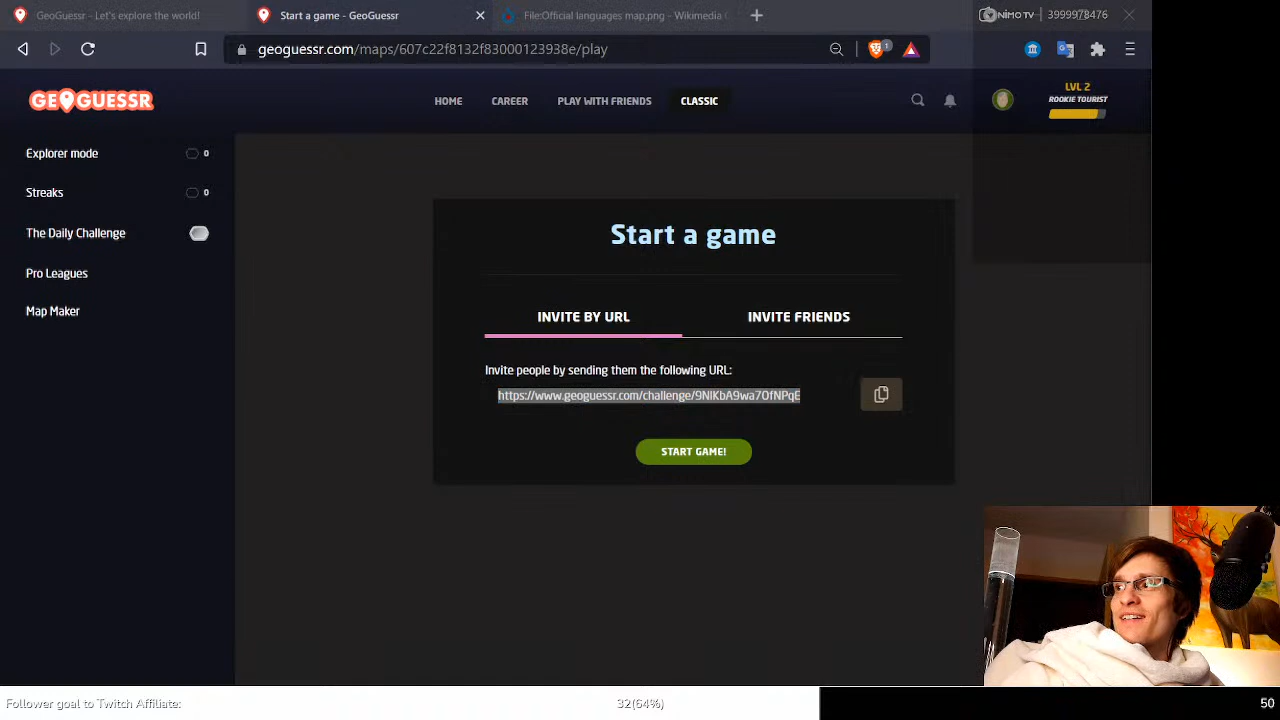 GeoGuessr - Let's explore the world!
Start a game - GeoGuessr
File:Official languages map.png - Wikimedia C
NIMO TV
3999978476
geoguessr.com/maps/607c22f8132f83000123938e/play
1
GEOGUESSR
HOME
CAREER
PLAY WITH FRIENDS
CLASSIC
LVL 2
ROOKIE TOURIST
Explorer mode
0
Streaks
0
The Daily Challenge
Pro Leagues
Map Maker
Start a game
INVITE BY URL
INVITE FRIENDS
Invite people by sending them the following URL:
https://www.geoguessr.com/challenge/9NIKbA9wa7OfNPqE
START GAME!
Follower goal to Twitch Affiliate:
32(64%)
50